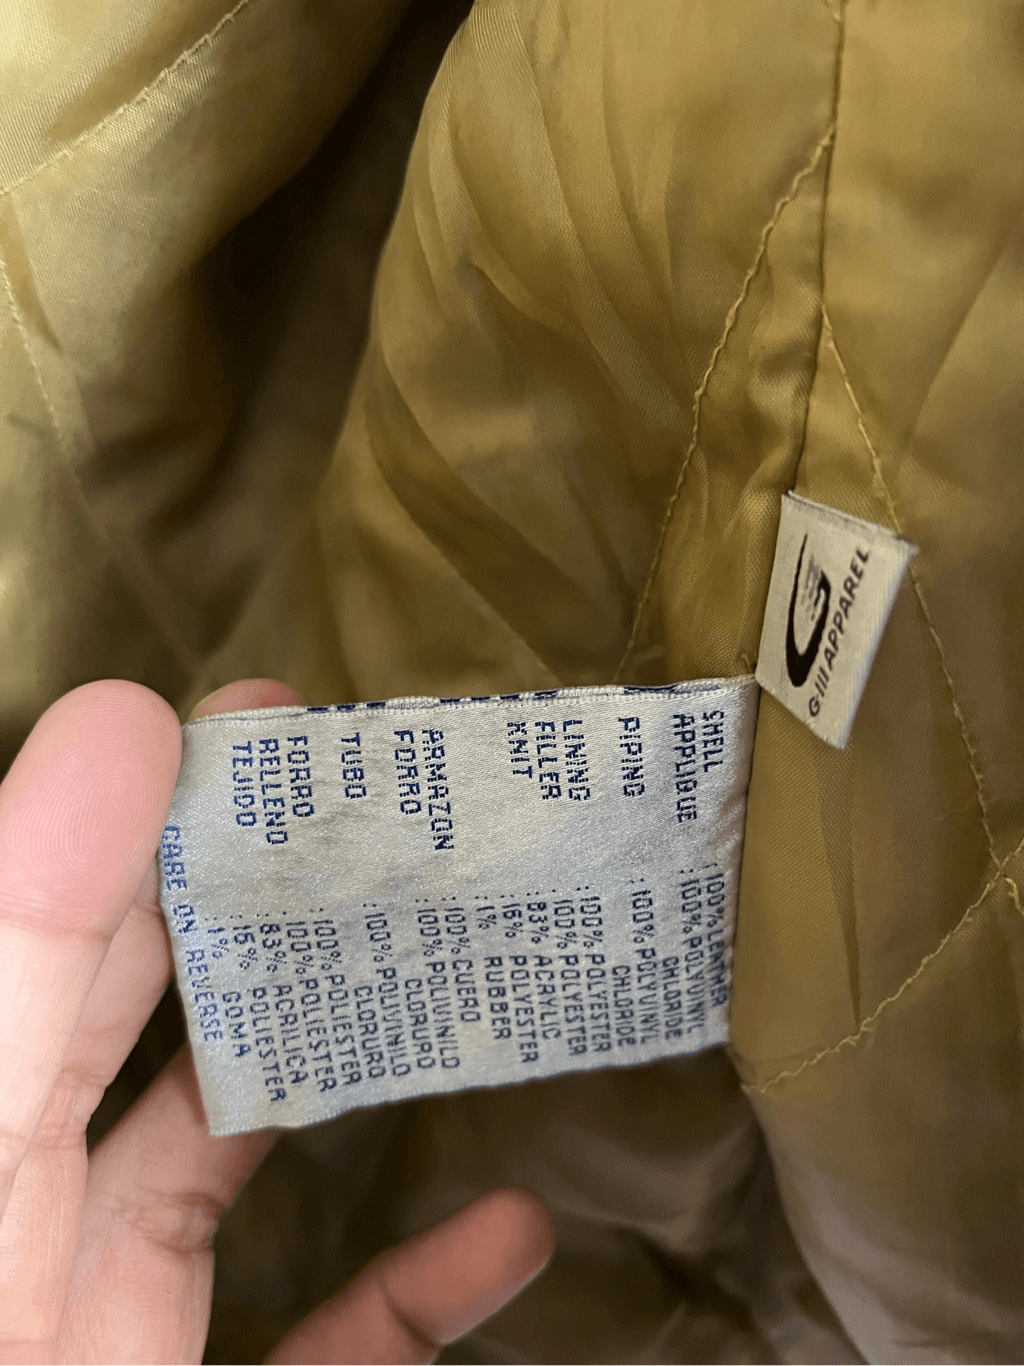 G-III APPAREL
SHELL :100% LEATHER
APPLIQUE :100% POLYVINYL
CHLORIDE
PIPING :100% POLYVINYL
CHLORIDE
LINING :100% POLYESTER
FILLER :100% POLYESTER
KNIT :83% ACRYLIC
:16% POLYESTER
:1% RUBBER
ARMAZON :100% CUERO
FORRO :100% POLIVINILO
CLORURO
TUBO :100% POLIVINILO
CLORURO
FORRO :100% POLIESTER
RELLENO :100% POLIESTER
TEJIDO :83% ACRILICA
:16% POLIESTER
:1% GOMA
CARE ON REVERSE